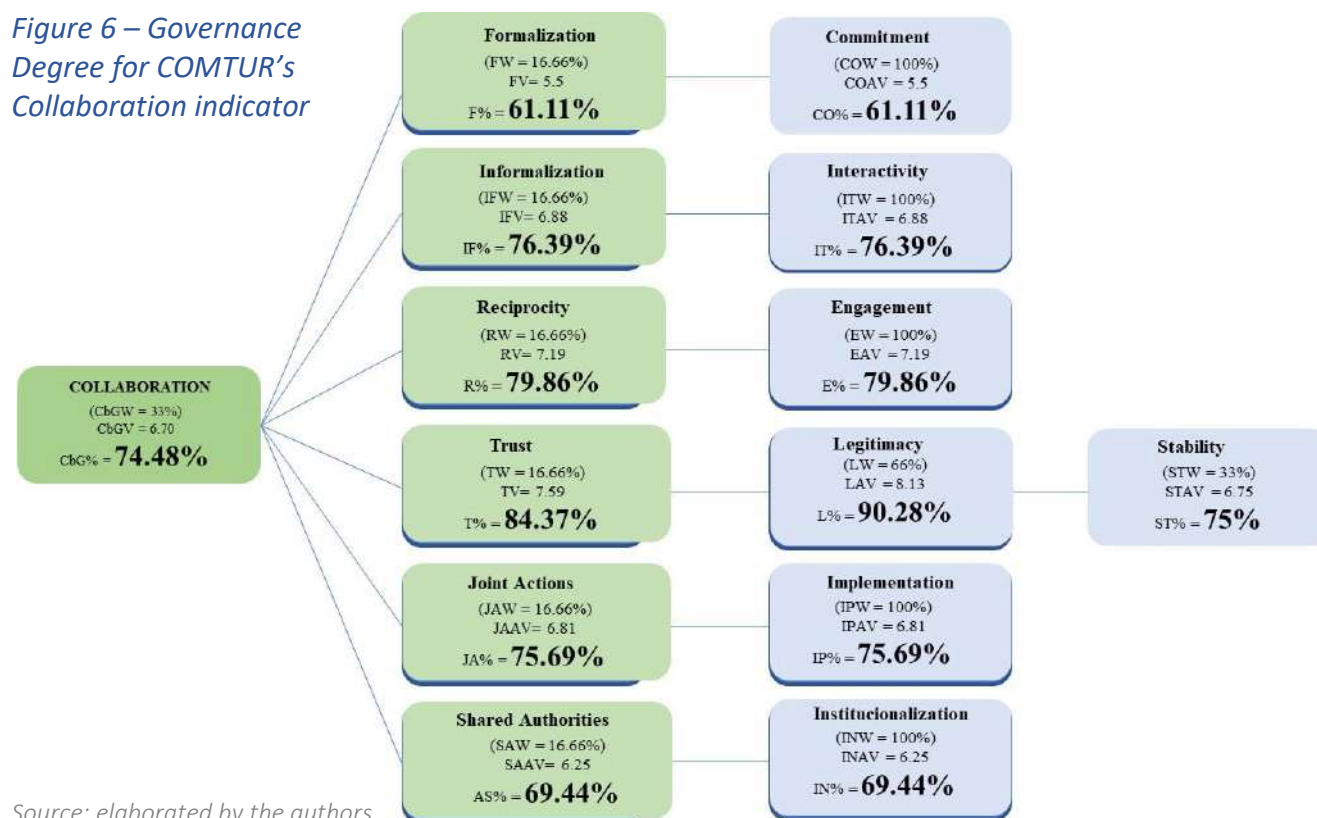 Figure 6 – Governance
Degree for COMTUR's
Collaboration indicator
COLLABORATION
(CbGW = 33%)
CbGV = 6.70
CbG% = 74.48%
Formalization
(FW = 16.66%)
FV= 5.5
F% = 61.11%
Commitment
(COW = 100%)
COAV = 5.5
CO% = 61.11%
Informalization
(IFW = 16.66%)
IFV= 6.88
IF% = 76.39%
Interactivity
(ITW = 100%)
ITAV = 6.88
IT% = 76.39%
Reciprocity
(RW = 16.66%)
RV= 7.19
R% = 79.86%
Engagement
(EW = 100%)
EAV = 7.19
E% = 79.86%
Trust
(TW = 16.66%)
TV= 7.59
T% = 84.37%
Legitimacy
(LW = 66%)
LAV = 8.13
L% = 90.28%
Stability
(STW = 33%)
STAV = 6.75
ST% = 75%
Joint Actions
(JAW = 16.66%)
JAAV= 6.81
JA% = 75.69%
Implementation
(IPW = 100%)
IPAV = 6.81
IP% = 75.69%
Shared Authorities
(SAW = 16.66%)
SAAV= 6.25
AS% = 69.44%
Institucionalization
(INW = 100%)
INAV = 6.25
IN% = 69.44%
Source: elaborated by the authors